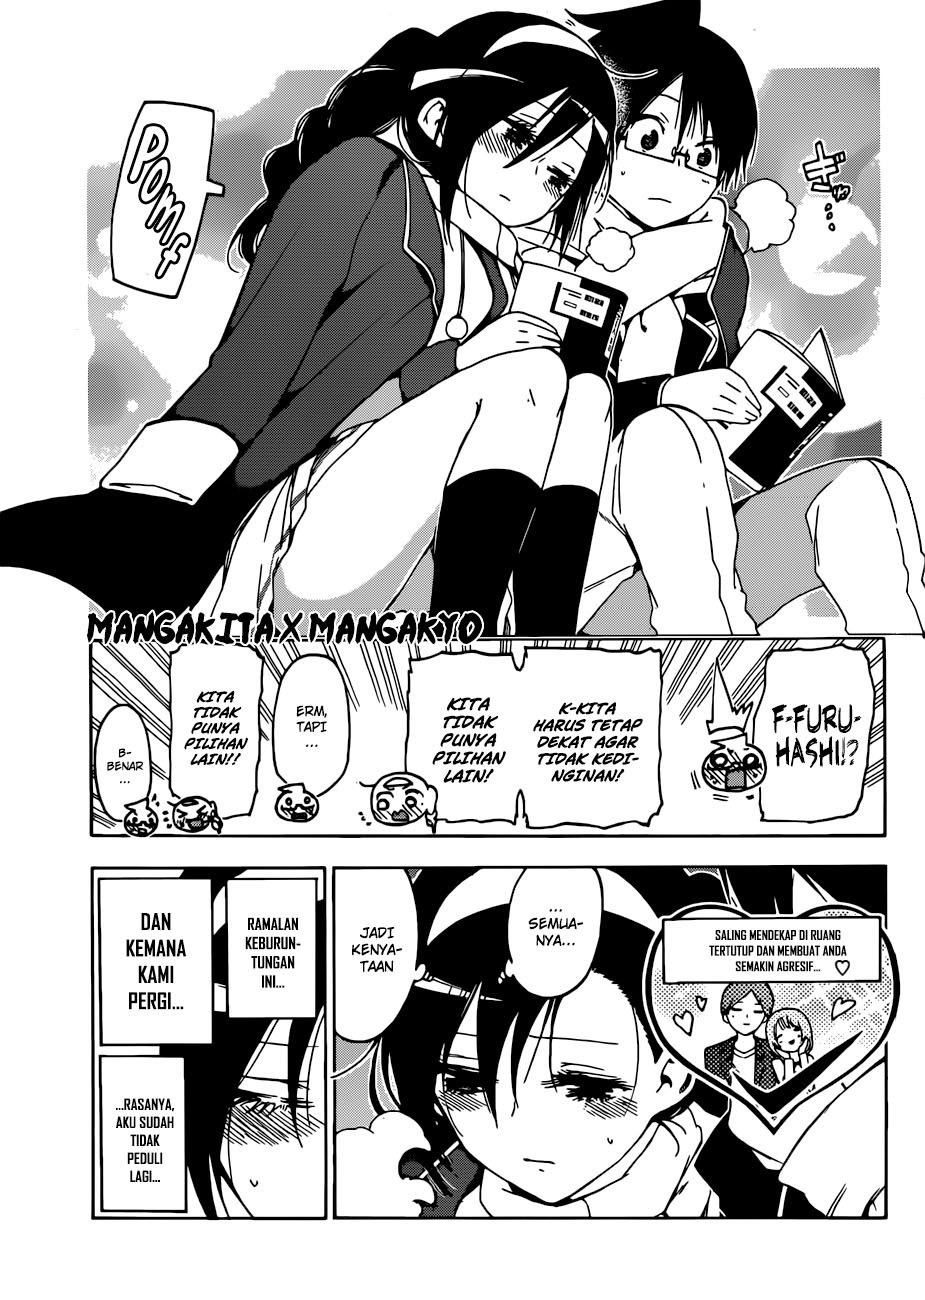 ギュ...
Pomf
MANGAKITA X MANGAKYO
F-FURU-
HASHI!?
K-KITA
HARUS TETAP
DEKAT AGAR
TIDAK KEDI-
NGINAN!
KITA
TIDAK
PUNYA
PILIHAN
LAIN!
ERM,
TAPI
...
KITA
TIDAK
PUNYA
PILIHAN
LAIN!!
B-
BENAR
...
SALING MENDEKAP DI RUANG
TERTUTUP DAN MEMBUAT ANDA
SEMAKIN AGRESIF... ♡
...
SEMUA-
NYA...
JADI
KENYA-
TAAN
RAMALAN
KEBURUN-
TUNGAN
INI...
DAN
KEMANA
KAMI
PERGI...
...RASANYA,
AKU SUDAH
TIDAK
PEDULI
LAGI...